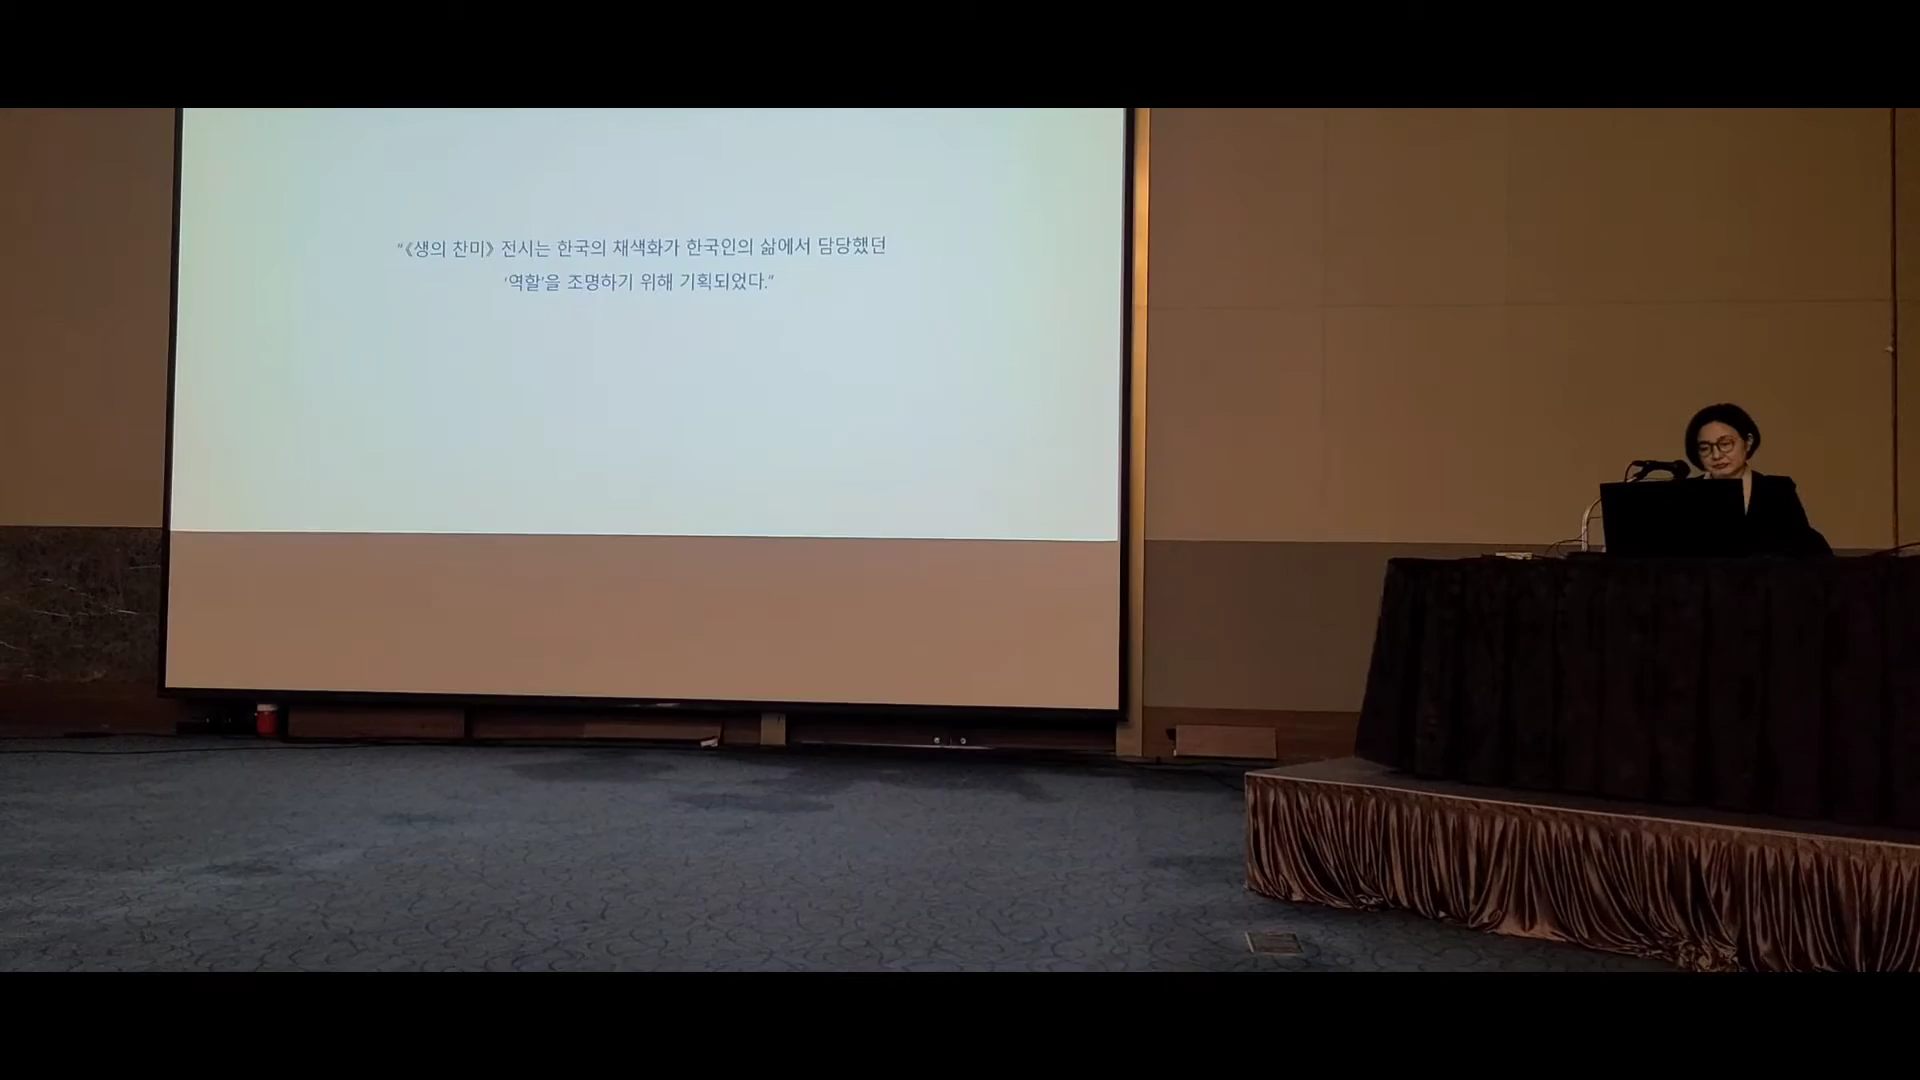 “《생의 찬미》 전시는 한국의 채색화가 한국인의 삶에서 담당했던
‘역할’을 조명하기 위해 기획되었다.”